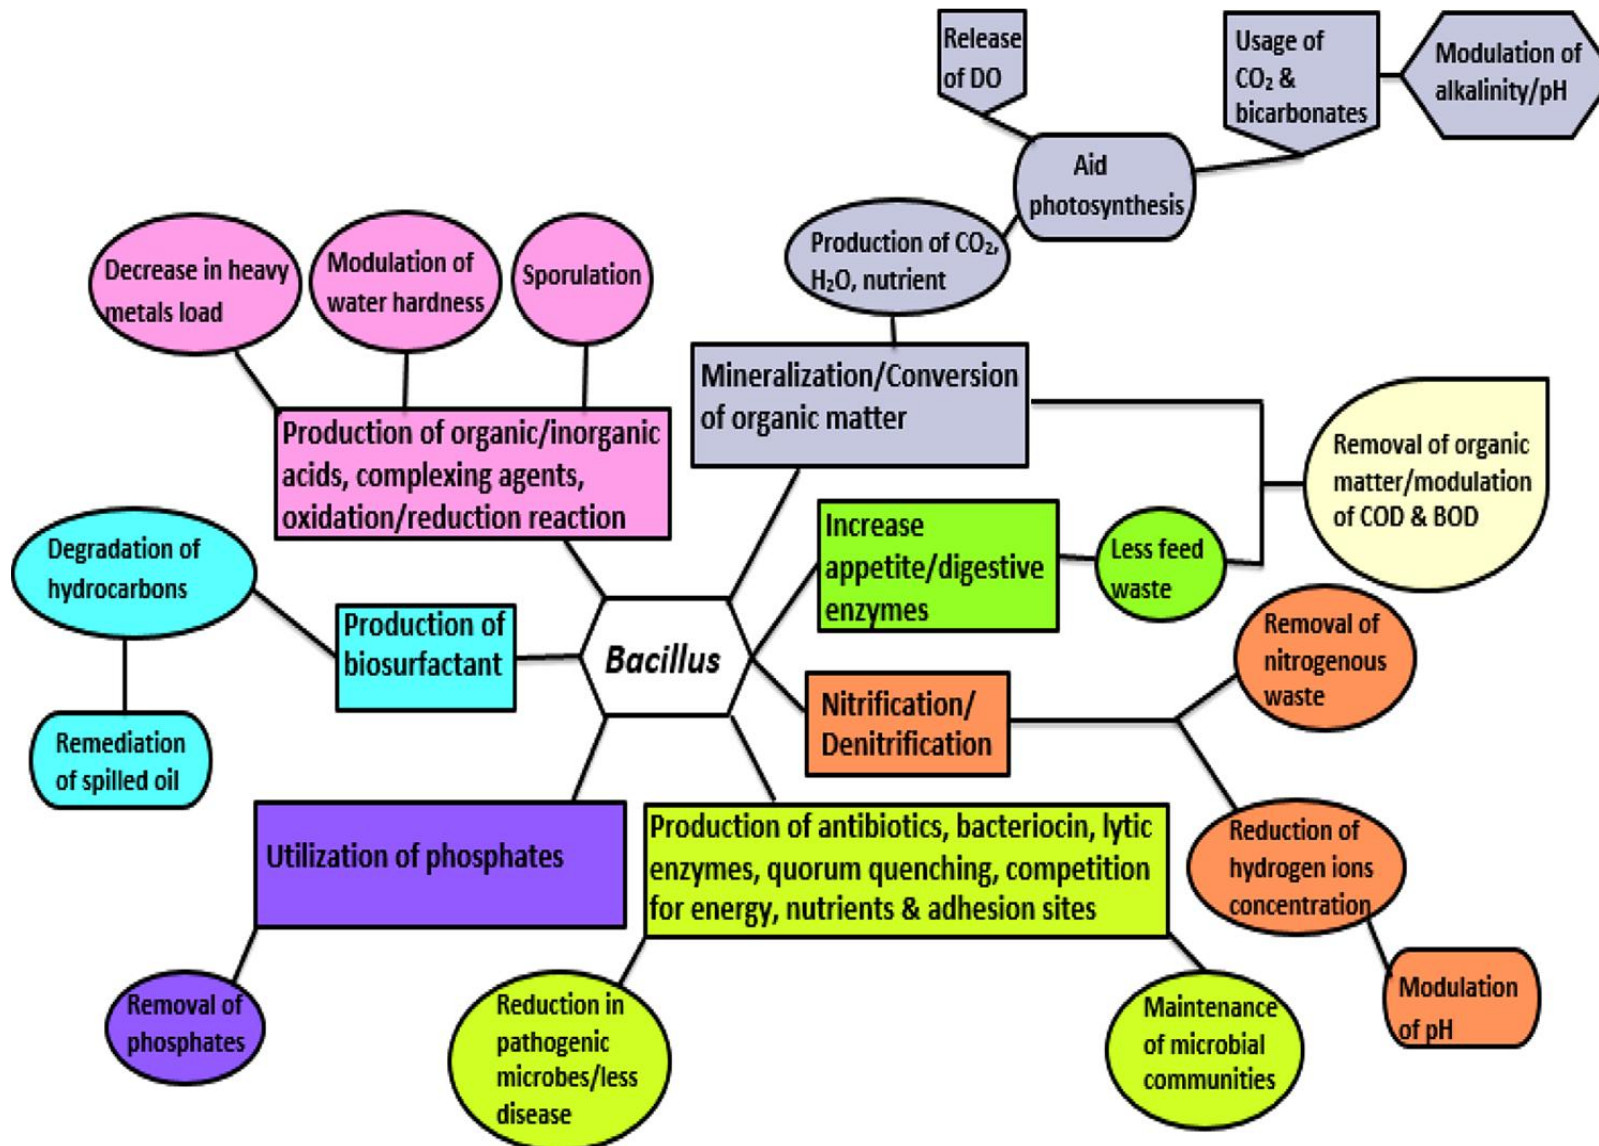 Release
of DO
Usage of
CO₂ &
bicarbonates
Modulation of
alkalinity/pH
Aid
photosynthesis
Production of CO₂,
H₂O, nutrient
Decrease in heavy
metals load
Modulation of
water hardness
Sporulation
Mineralization/Conversion
of organic matter
Production of organic/inorganic
acids, complexing agents,
oxidation/reduction reaction
Removal of organic
matter/modulation
of COD & BOD
Increase
appetite/digestive
enzymes
Less feed
waste
Degradation of
hydrocarbons
Production of
biosurfactant
Bacillus
Removal of
nitrogenous
waste
Nitrification/
Denitrification
Remediation
of spilled oil
Utilization of phosphates
Production of antibiotics, bacteriocin, lytic
enzymes, quorum quenching, competition
for energy, nutrients & adhesion sites
Reduction of
hydrogen ions
concentration
Modulation
of pH
Removal of
phosphates
Reduction in
pathogenic
microbes/less
disease
Maintenance
of microbial
communities